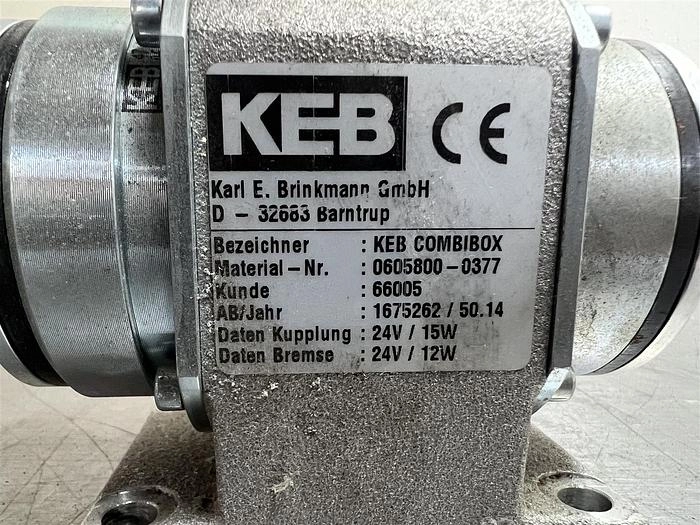 KEB CE
Karl E. Brinkmann GmbH
D - 32683 Barntrup
Bezeichner : KEB COMBIBOX
Material-Nr. : 0605800-0377
Kunde : 66005
AB/Jahr : 1675262 / 50.14
Daten Kupplung : 24V / 15W
Daten Bremse : 24V / 12W
KEB